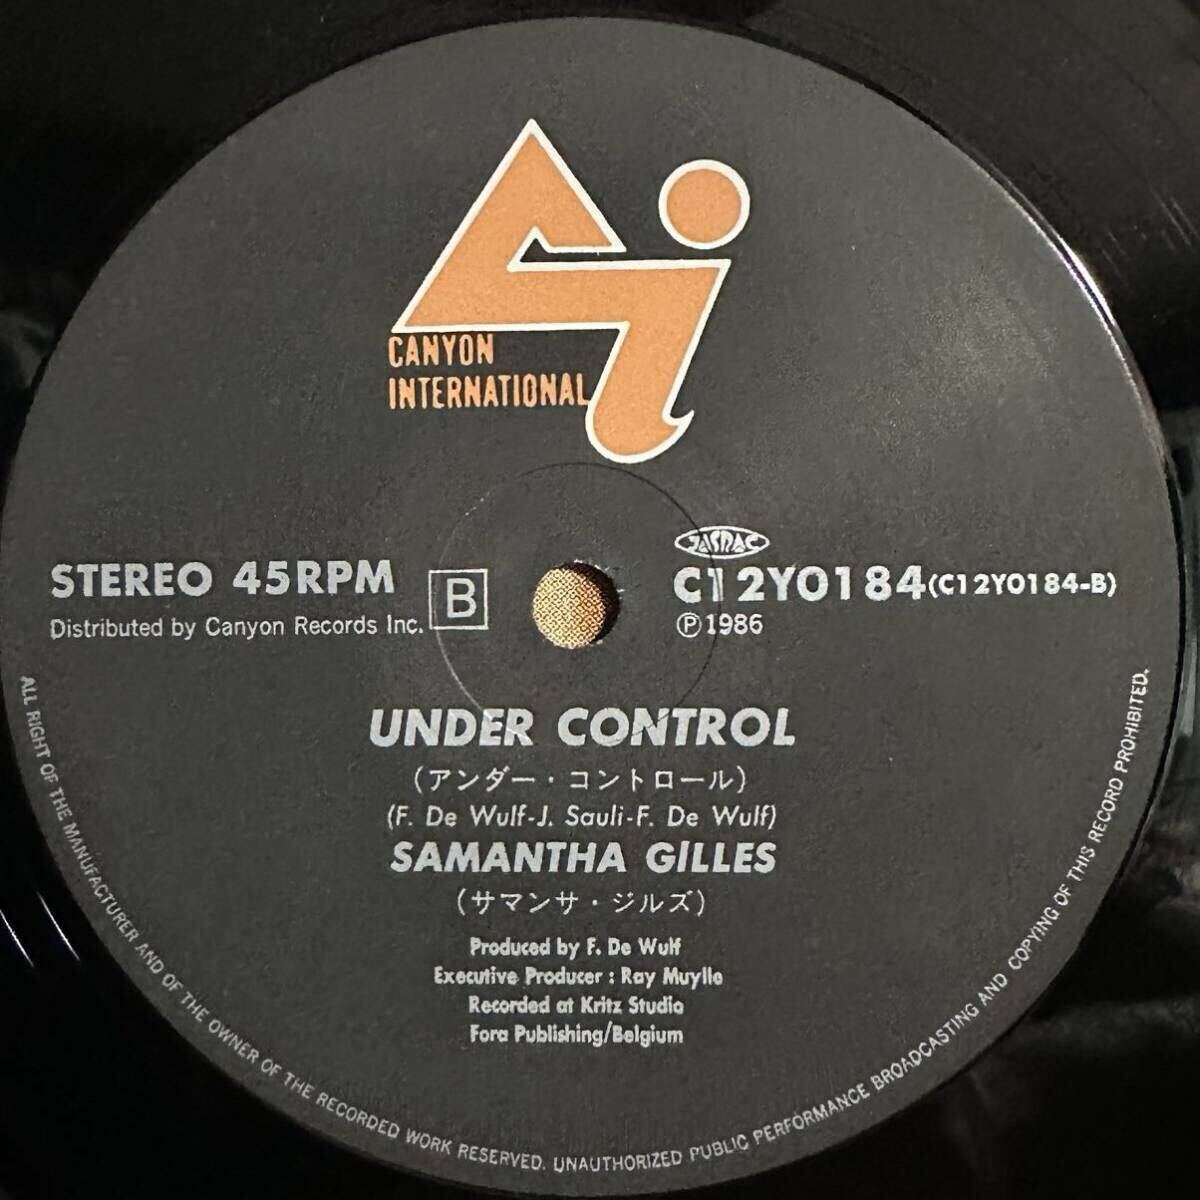 CANYON
INTERNATIONAL
STEREO 45RPM
Distributed by Canyon Records Inc.
B
JASRAC
C12Y0184(C12Y0184-B)
℗1986
UNDER CONTROL
(アンダー・コントロール)
(F. De Wulf-J. Sauli-F. De Wulf)
SAMANTHA GILLES
(サマンサ・ジルズ)
Produced by F. De Wulf
Executive Producer : Ray Muylle
Recorded at Kritz Studio
Fora Publishing/Belgium
ALL RIGHT OF THE MANUFACTURER AND OF THE OWNER OF THE RECORDED WORK RESERVED. UNAUTHORIZED PUBLIC PERFORMANCE BROADCASTING AND COPYING OF THIS RECORD PROHIBITED.